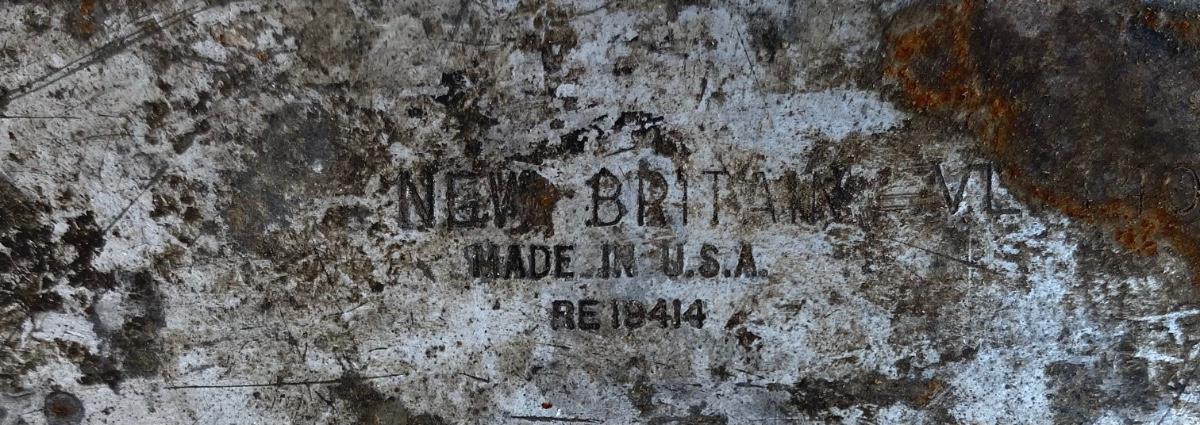 NEW BRITAIN
MADE IN U.S.A.
RE 19414